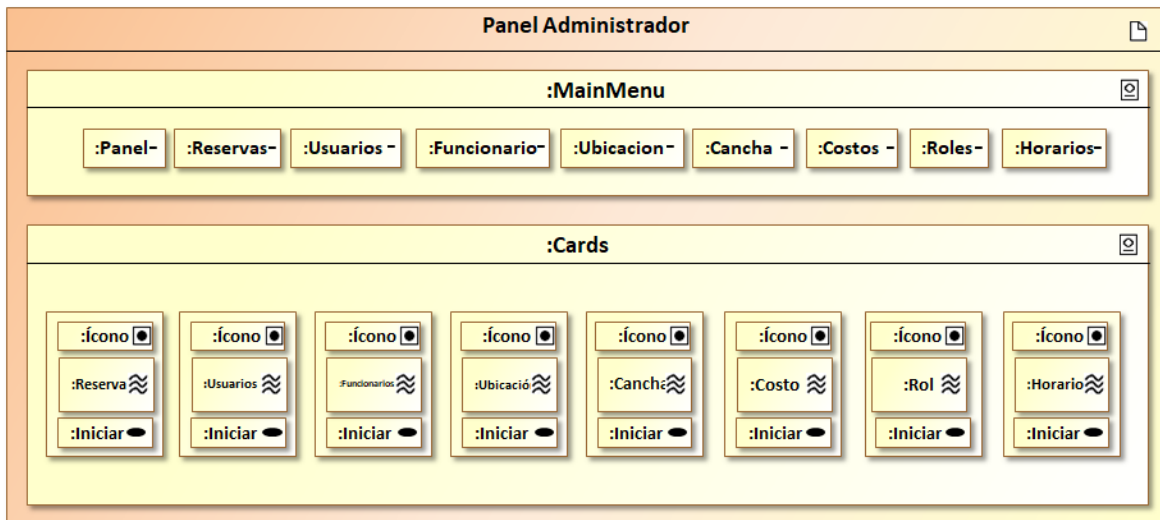 Panel Administrador
:MainMenu
:Panel :Reservas :Usuarios :Funcionario :Ubicacion :Cancha :Costos :Roles :Horarios
:Cards
:Ícono :Ícono :Ícono :Ícono :Ícono :Ícono :Ícono :Ícono
:Reserva :Usuarios :Funcionarios :Ubicació :Cancha :Costo :Rol :Horario
:Iniciar :Iniciar :Iniciar :Iniciar :Iniciar :Iniciar :Iniciar :Iniciar